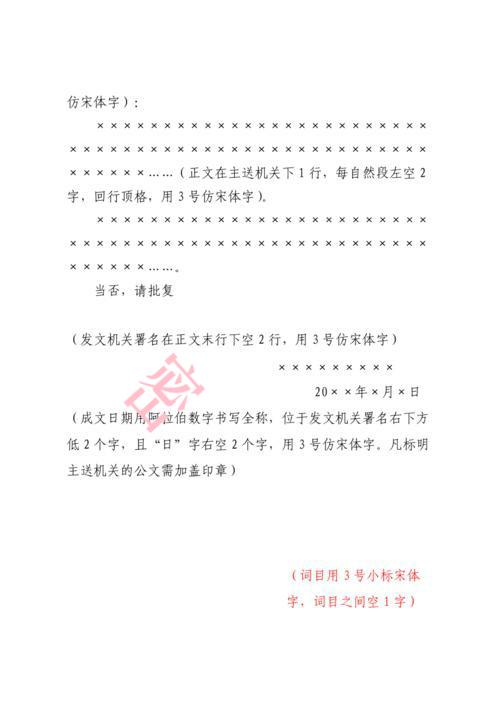 仿宋体字）：
×××××××××××××××××××××××××
×××××××××××××××××××××××××××
××××××……（正文在主送机关下1行，每自然段左空2
字，回行顶格，用3号仿宋体字）。
×××××××××××××××××××××××××
×××××××××××××××××××××××××××
××××××……。
当否，请批复
（发文机关署名在正文末行下空2行，用3号仿宋体字）
×××××××××
20××年×月×日
密
（成文日期用阿拉伯数字书写全称，位于发文机关署名右下方
低2个字，且“日”字右空2个字，用3号仿宋体字。凡标明
主送机关的公文需加盖印章）
（词目用3号小标宋体
字，词目之间空1字）